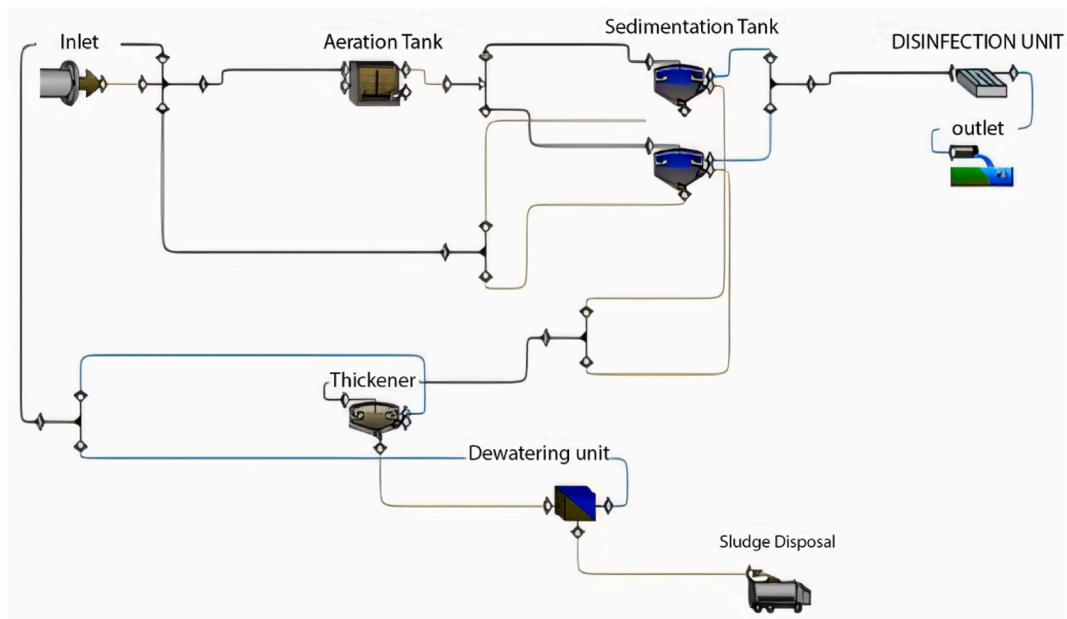 Inlet
Aeration Tank
Sedimentation Tank
DISINFECTION UNIT
outlet
Thickener
Dewatering unit
Sludge Disposal